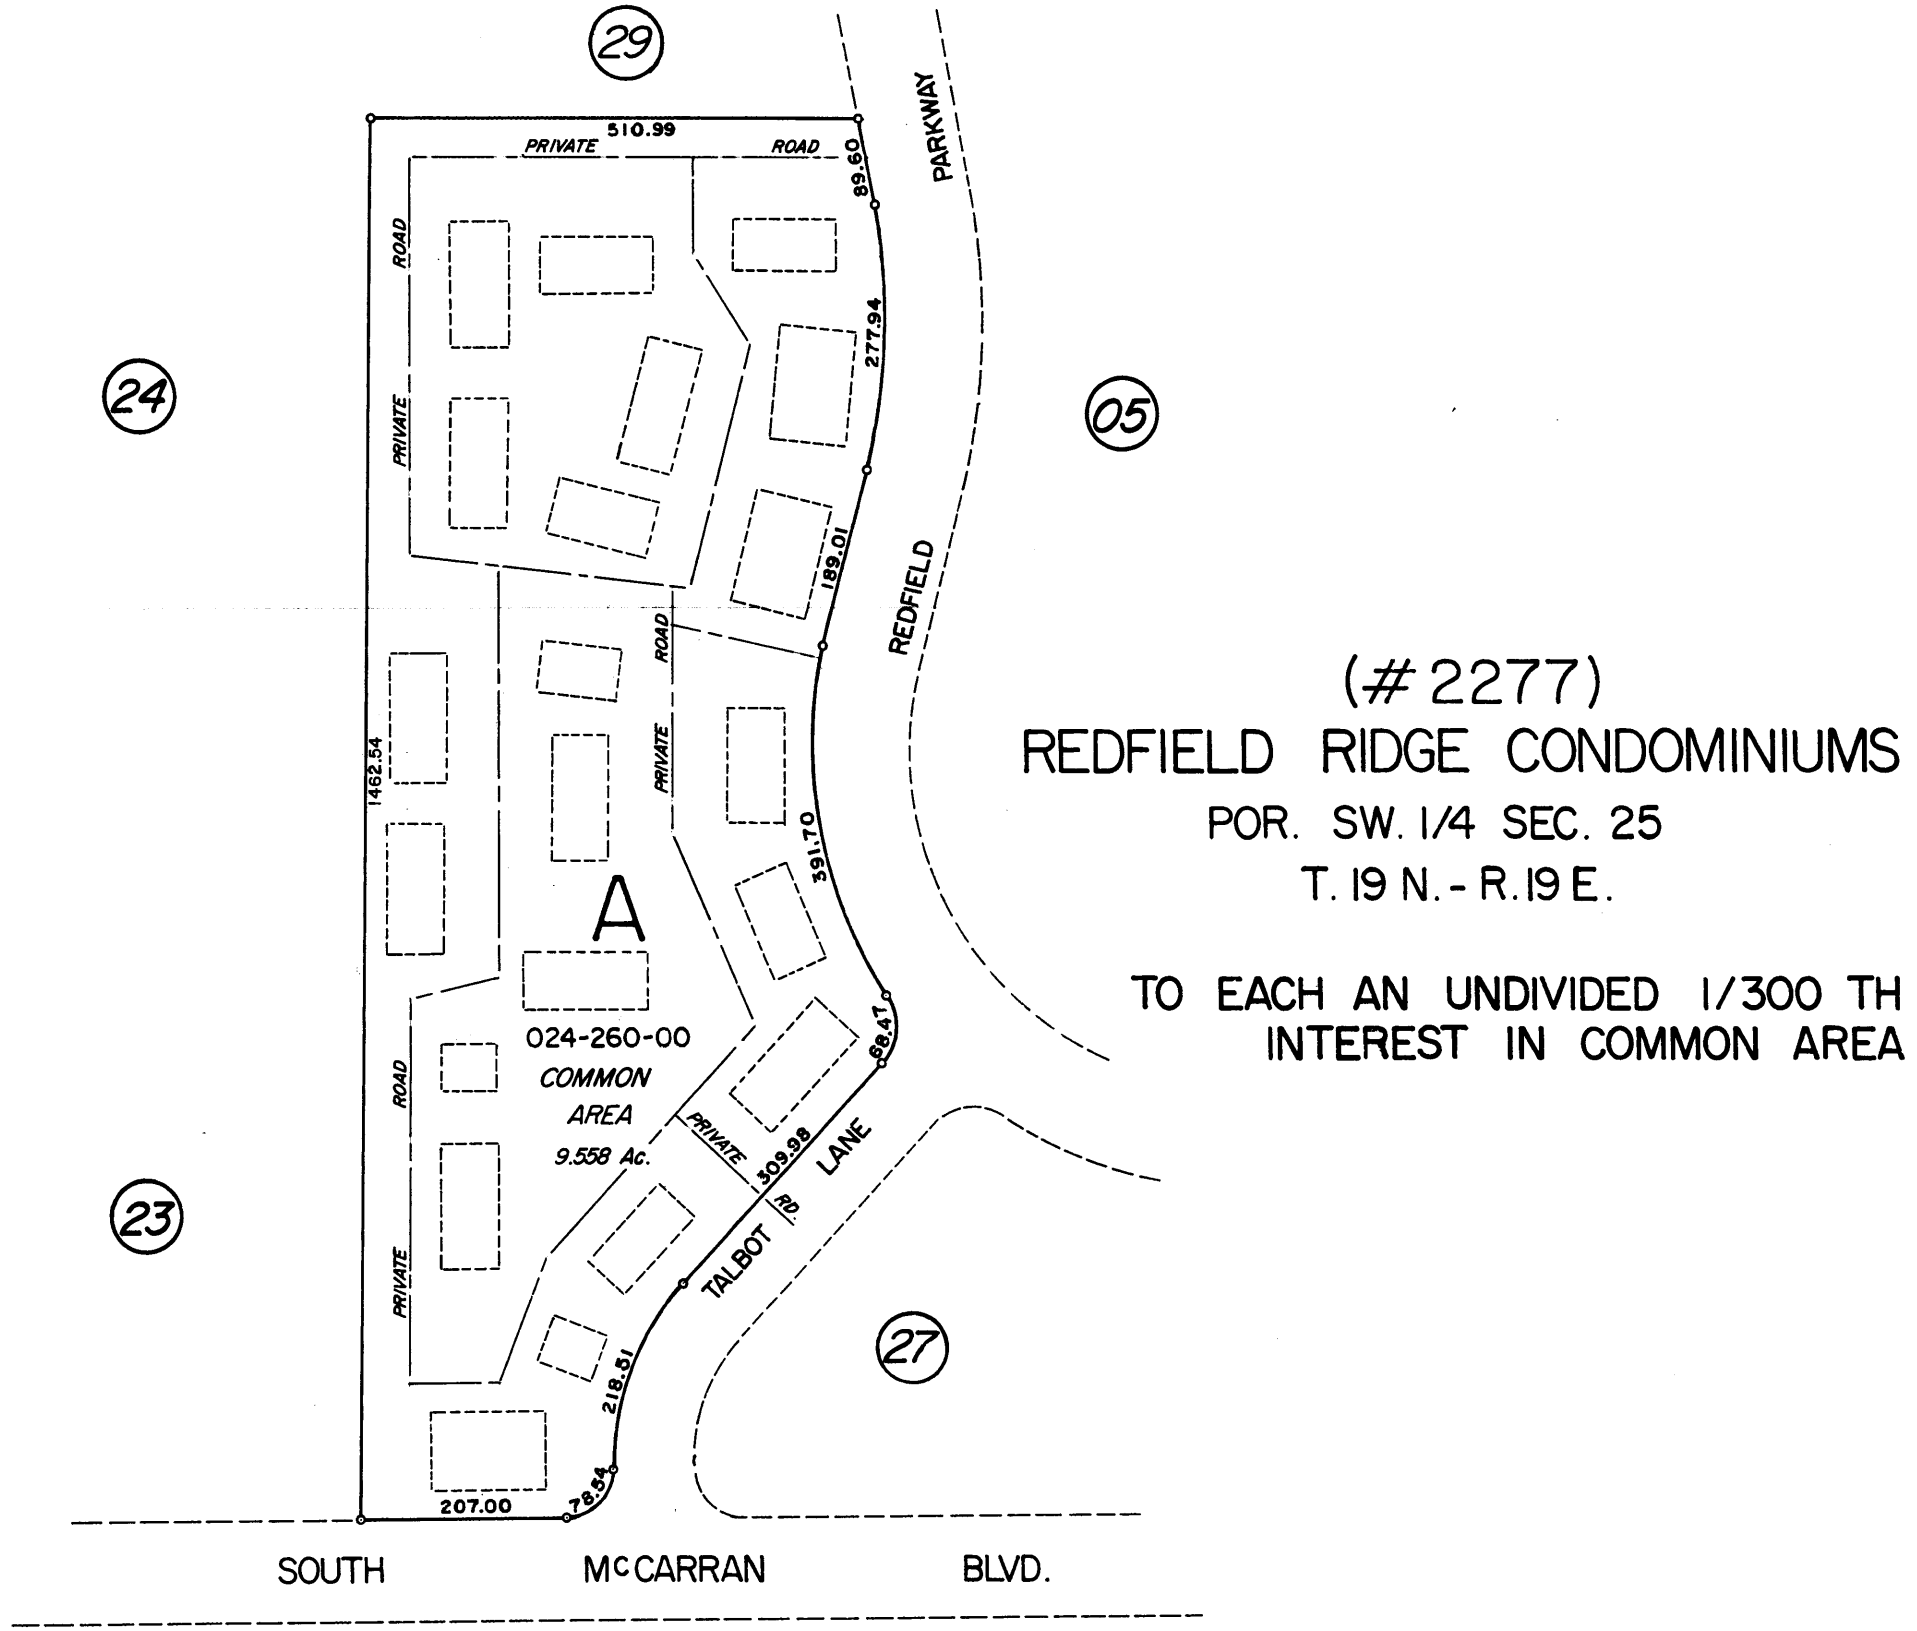 29
510.99
PRIVATE ROAD
89.60
PARKWAY
ROAD
PRIVATE
277.94
24
05
189.01
REDFIELD
ROAD
PRIVATE
1462.54
391.70
(#2277)
REDFIELD RIDGE CONDOMINIUMS
POR. SW. 1/4 SEC. 25
T. 19 N. - R. 19 E.
TO EACH AN UNDIVIDED 1/300 TH
INTEREST IN COMMON AREA
A
024-260-00
COMMON
AREA
9.558 Ac.
68.47
ROAD
PRIVATE
PRIVATE
RD.
309.98
TALBOT LANE
23
27
218.51
78.54
207.00
SOUTH McCARRAN BLVD.